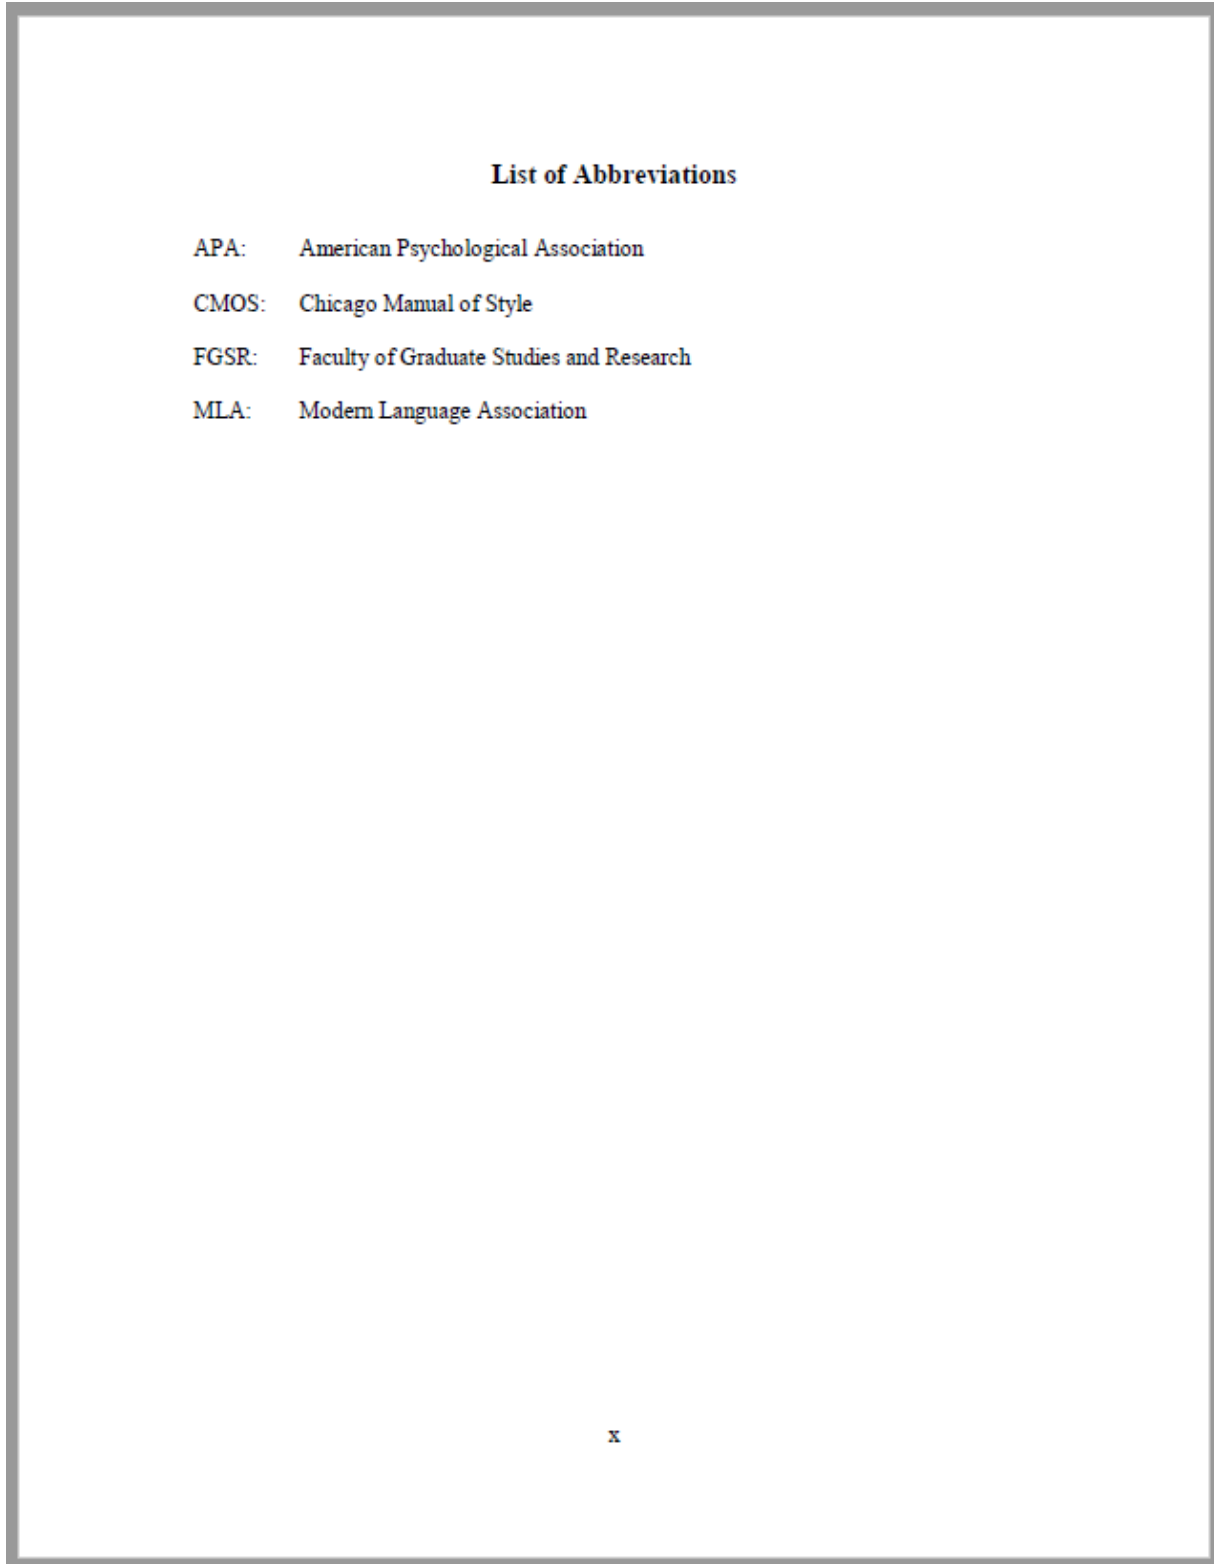 List of Abbreviations
APA: American Psychological Association
CMOS: Chicago Manual of Style
FGSR: Faculty of Graduate Studies and Research
MLA: Modern Language Association
x